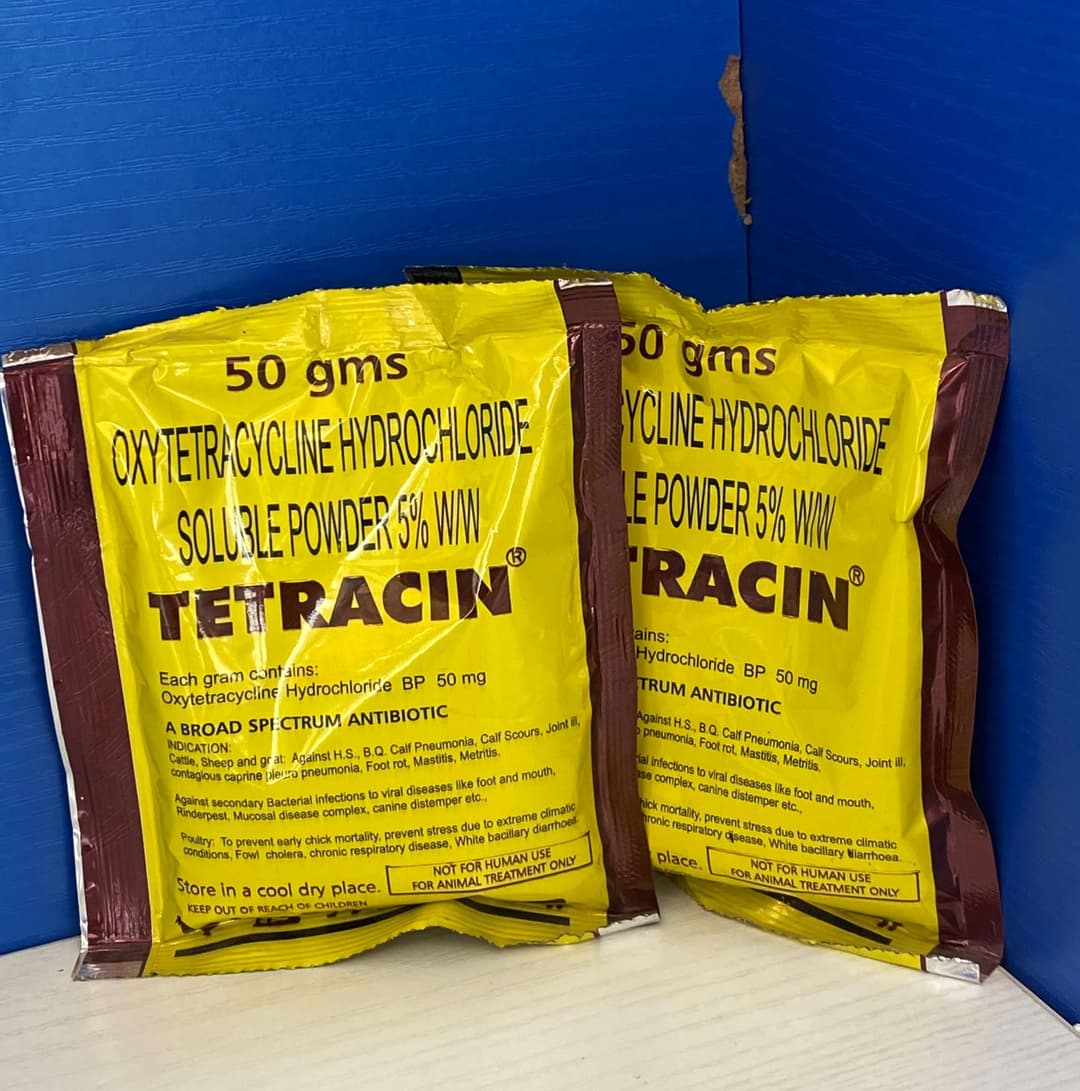 50 gms
OXYTETRACYCLINE HYDROCHLORIDE
SOLUBLE POWDER 5% W/W
TETRACIN®
Each gram contains:
Oxytetracycline Hydrochloride BP 50 mg
A BROAD SPECTRUM ANTIBIOTIC
INDICATION:
Cattle, Sheep and goat: Against H.S., B.Q. Calf Pneumonia, Calf Scours, Joint ill,
contagious caprine pleuro pneumonia, Foot rot, Mastitis, Metritis.
Against secondary Bacterial infections to viral diseases like foot and mouth,
Rinderpest, Mucosal disease complex, canine distemper etc.,
Poultry: To prevent early chick mortality, prevent stress due to extreme climatic
conditions, Fowl cholera, chronic respiratory disease, White bacillary diarrhoea.
Store in a cool dry place.
NOT FOR HUMAN USE
FOR ANIMAL TREATMENT ONLY
KEEP OUT OF REACH OF CHILDREN
50 gms
YCLINE HYDROCHLORIDE
LE POWDER 5% W/W
TRACIN®
ains:
Hydrochloride BP 50 mg
TRUM ANTIBIOTIC
Against H.S., B.Q. Calf Pneumonia, Calf Scours, Joint ill,
o pneumonia, Foot rot, Mastitis, Metritis.
ial infections to viral diseases like foot and mouth,
ase complex, canine distemper etc.,
hick mortality, prevent stress due to extreme climatic
hronic respiratory disease, White bacillary diarrhoea.
place.
NOT FOR HUMAN USE
FOR ANIMAL TREATMENT ONLY